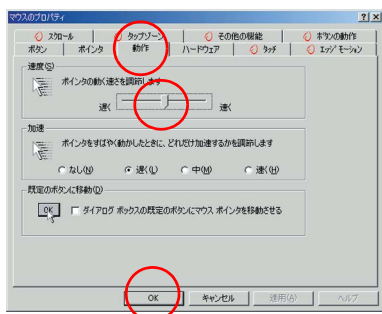 マウスのプロパティ
スクロール タップゾーン その他の機能 ボタンの動作
ボタン ポインタ 動作 ハードウェア タッチ エッジ モーション
速度(S)
ポインタの動く速さを調節します
遅く 速く
加速
ポインタをすばやく動かしたときに、どれだけ加速するかを調節します
なし(N) 遅く(L) 中(M) 速く(H)
既定のボタンに移動(D)
OK ダイアログ ボックスの既定のボタンにマウス ポインタを移動させる
OK キャンセル 適用(A) ヘルプ